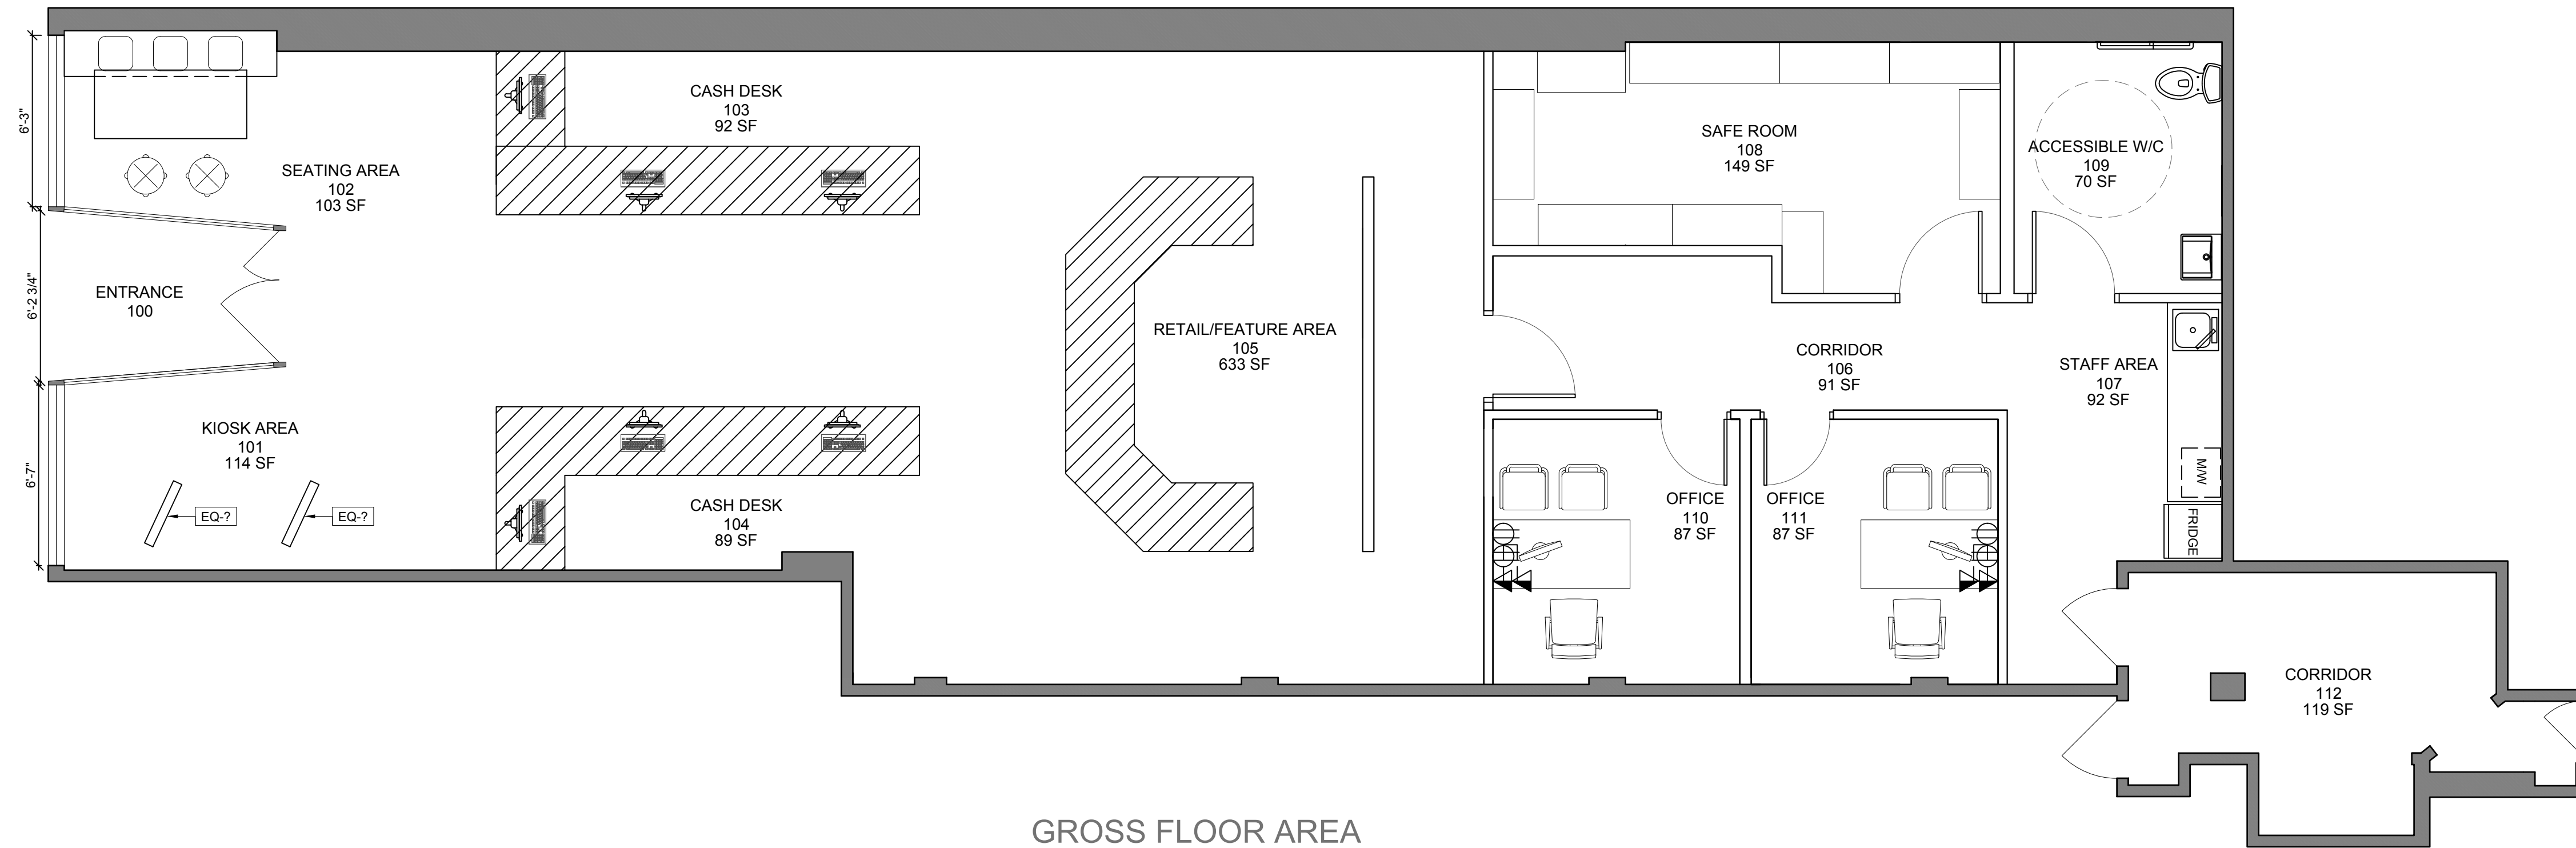 6'-3"
6'-2 3/4"
6'-7"
SEATING AREA
102
103 SF
ENTRANCE
100
KIOSK AREA
101
114 SF
EQ-?
EQ-?
CASH DESK
103
92 SF
CASH DESK
104
89 SF
RETAIL/FEATURE AREA
105
633 SF
SAFE ROOM
108
149 SF
ACCESSIBLE W/C
109
70 SF
CORRIDOR
106
91 SF
STAFF AREA
107
92 SF
M/W
FRIDGE
OFFICE
110
87 SF
OFFICE
111
87 SF
CORRIDOR
112
119 SF
GROSS FLOOR AREA